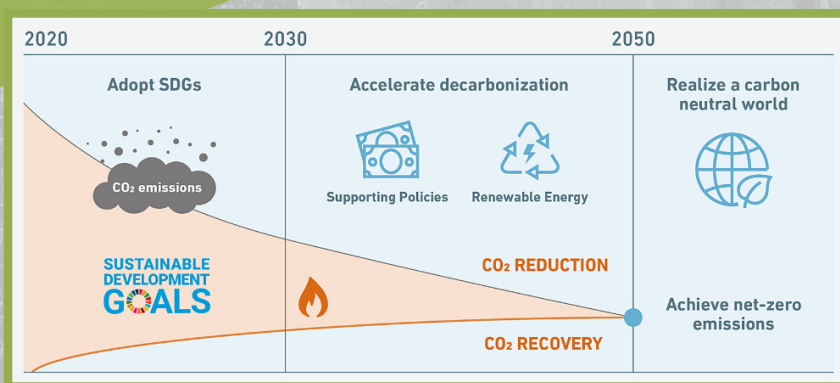 2020
2030
2050
Adopt SDGs
Accelerate decarbonization
Realize a carbon
neutral world
CO₂ emissions
Supporting Policies
Renewable Energy
SUSTAINABLE
DEVELOPMENT
GOALS
CO₂ REDUCTION
CO₂ RECOVERY
Achieve net-zero
emissions